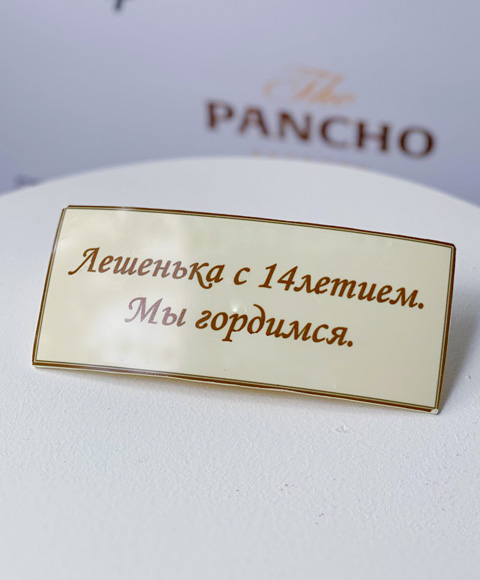 The
PANCHO
Лешенька с 14летием.
Мы гордимся.